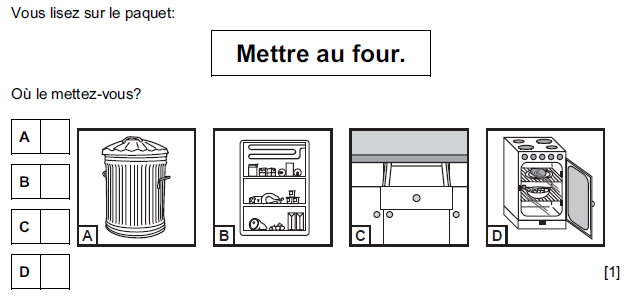 Vous lisez sur le paquet:
Mettre au four.
Où le mettez-vous?
A
B
C
D
A B C D
[1]